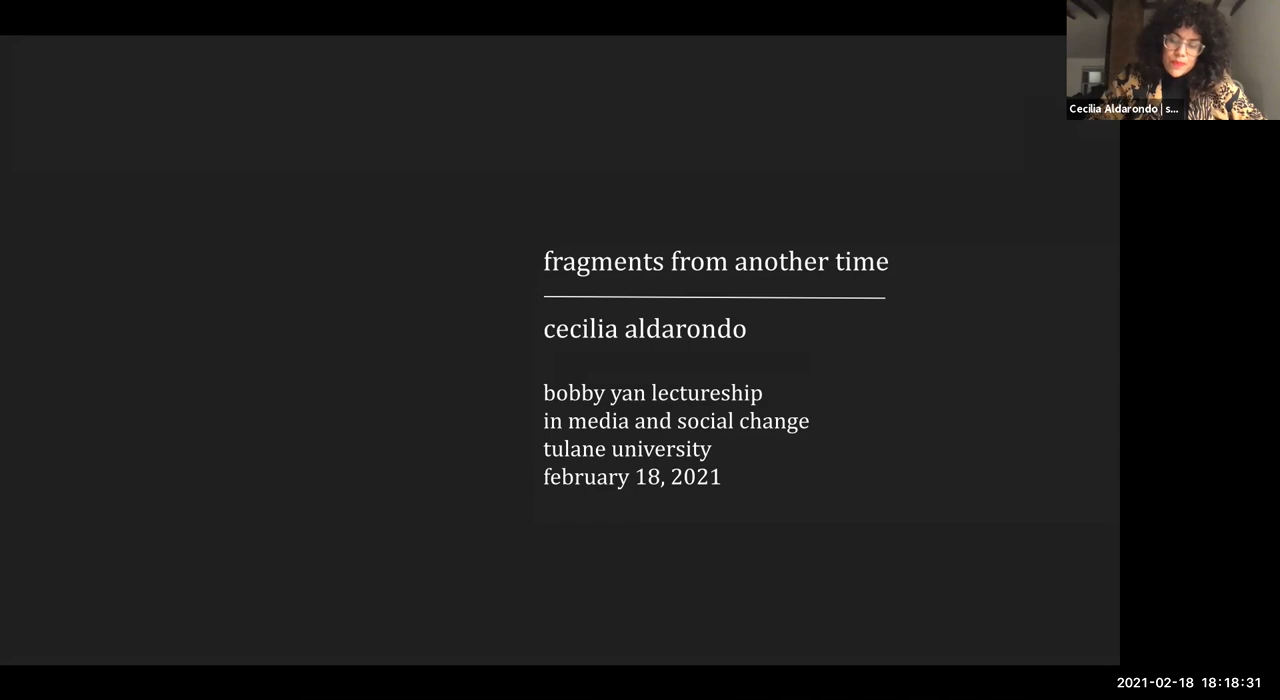 Cecilia Aldarondo | s...
fragments from another time
cecilia aldarondo
bobby yan lectureship
in media and social change
tulane university
february 18, 2021
2021-02-18 18:18:31